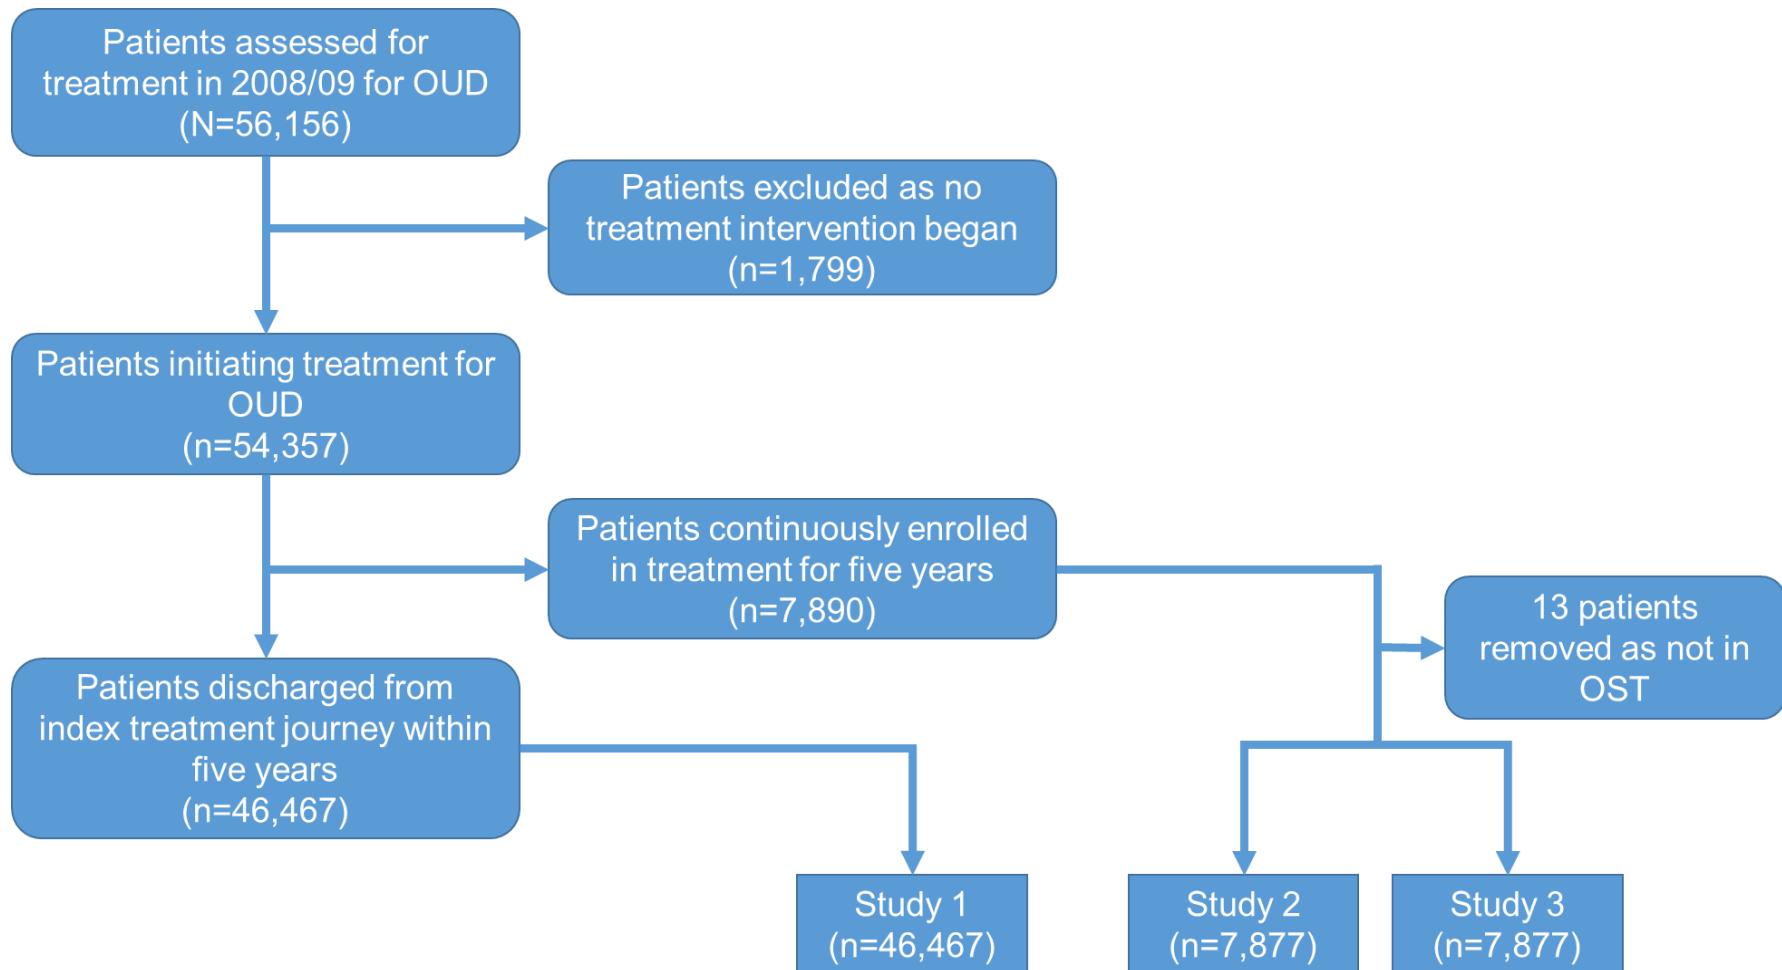 Patients assessed for
treatment in 2008/09 for OUD
(N=56,156)
Patients excluded as no
treatment intervention began
(n=1,799)
Patients initiating treatment for
OUD
(n=54,357)
Patients continuously enrolled
in treatment for five years
(n=7,890)
13 patients
removed as not in
OST
Patients discharged from
index treatment journey within
five years
(n=46,467)
Study 1
(n=46,467)
Study 2
(n=7,877)
Study 3
(n=7,877)